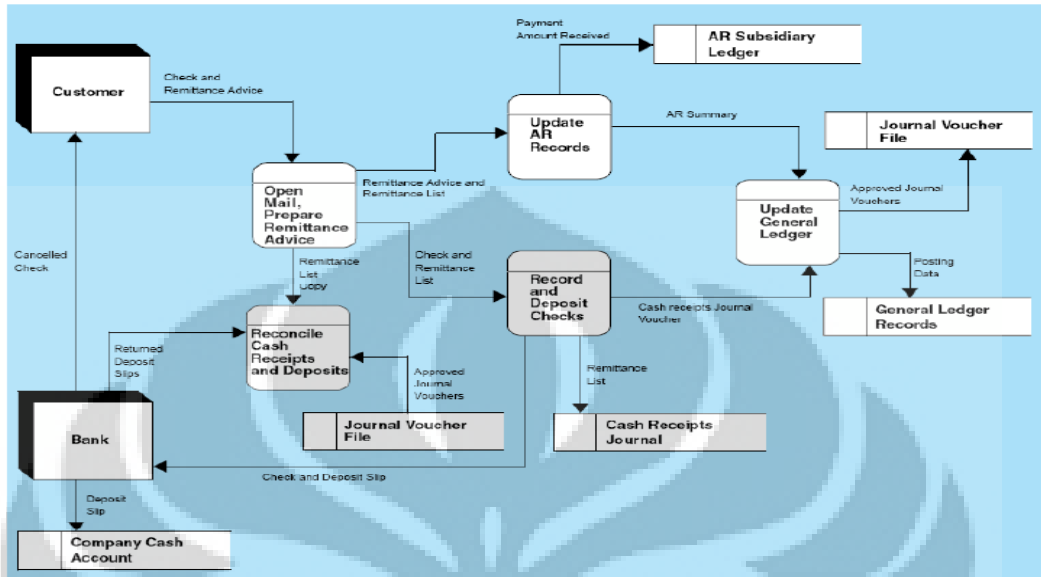 Payment
Amount Received
AR Subsidiary
Ledger
Customer
Check and
Remittance Advice
Update
AR
Records
AR Summary
Journal Voucher
File
Open
Mail,
Prepare
Remittance
Advice
Remittance Advice and
Remittance List
Update
General
Ledger
Approved Journal
Vouchers
Cancelled
Check
Remittance
List
Copy
Check and
Remittance
List
Record
and
Deposit
Checks
Cash receipts Journal
Voucher
Posting
Data
General Ledger
Records
Returned
Deposit
Slips
Reconcile
Cash
Receipts
and Deposits
Approved
Journal
Vouchers
Remittance
List
Bank
Journal Voucher
File
Cash Receipts
Journal
Check and Deposit Slip
Deposit
Slip
Company Cash
Account